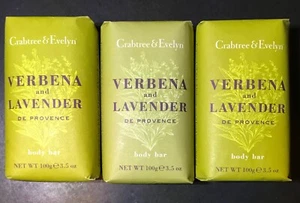 Crabtree & Evelyn
VERBENA
and
LAVENDER
DE PROVENCE
body bar
NET WT 100g℮3.5 oz
Crabtree & Evelyn
VERBENA
and
LAVENDER
DE PROVENCE
body bar
NET WT 100g℮3.5 oz
Crabtree & Evelyn
VERBENA
and
LAVENDER
DE PROVENCE
body bar
NET WT 100g℮3.5 oz